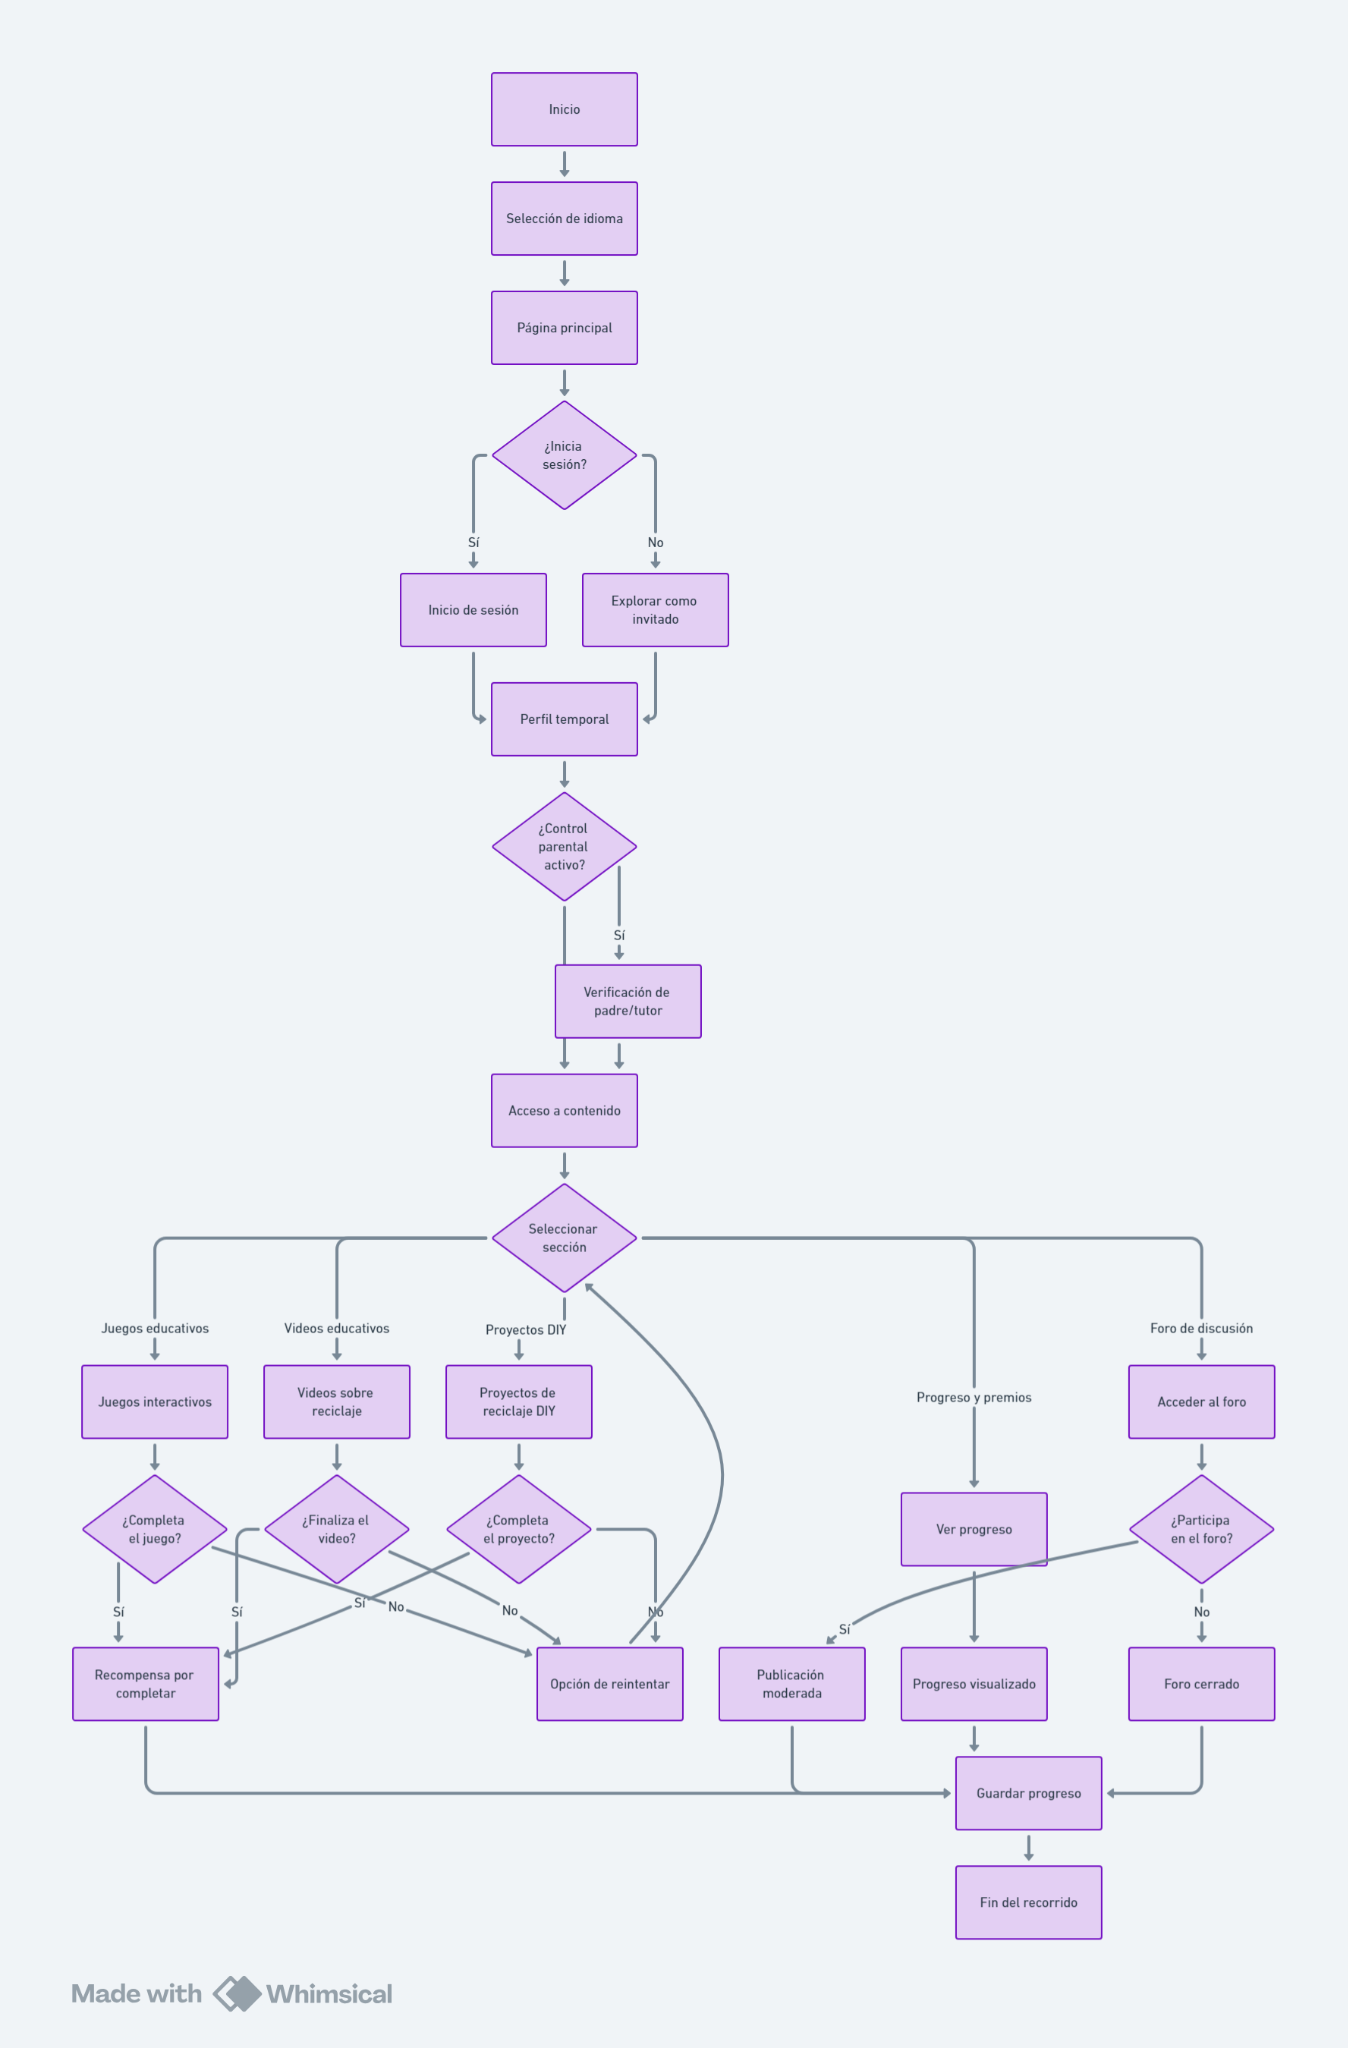 Inicio
Selección de idioma
Página principal
¿Inicia
sesión?
Sí
No
Inicio de sesión
Explorar como
invitado
Perfil temporal
¿Control
parental
activo?
Sí
Verificación de
padre/tutor
Acceso a contenido
Seleccionar
sección
Juegos educativos
Videos educativos
Proyectos DIY
Foro de discusión
Juegos interactivos
Videos sobre
reciclaje
Proyectos de
reciclaje DIY
Progreso y premios
Acceder al foro
¿Completa
el juego?
¿Finaliza el
video?
¿Completa
el proyecto?
Ver progreso
¿Participa
en el foro?
Sí
Sí
Sí
No
No
No
Sí
No
Recompensa por
completar
Opción de reintentar
Publicación
moderada
Progreso visualizado
Foro cerrado
Guardar progreso
Fin del recorrido
Made with Whimsical